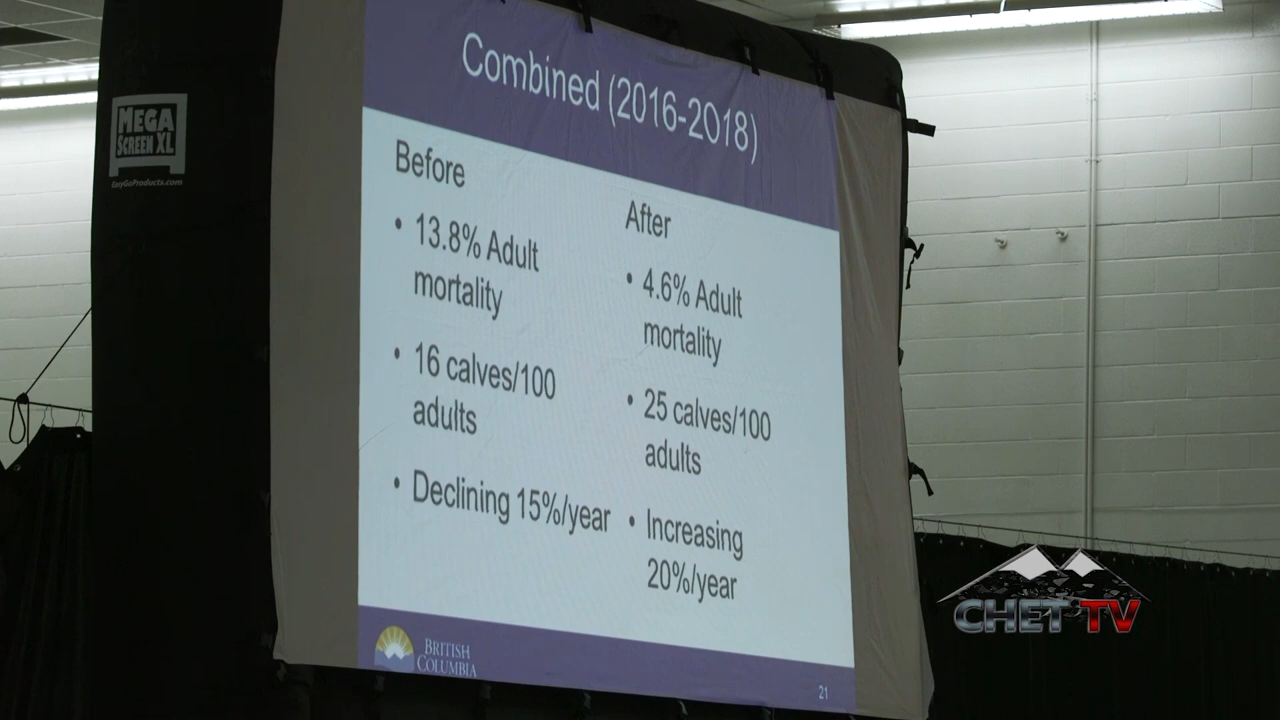 MEGA
SCREEN XL
EasyGoProducts.com
Combined (2016-2018)
Before
• 13.8% Adult
mortality
• 16 calves/100
adults
• Declining 15%/year
After
• 4.6% Adult
mortality
• 25 calves/100
adults
• Increasing
20%/year
BRITISH
COLUMBIA
21
CHET TV